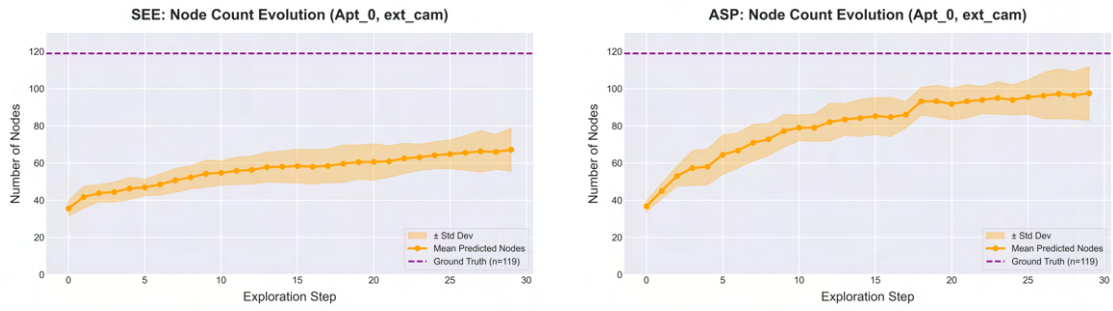 SEE: Node Count Evolution (Apt_0, ext_cam)
120
100
80
60
40
20
0
Number of Nodes
± Std Dev
Mean Predicted Nodes
Ground Truth (n=119)
0 5 10 15 20 25 30
Exploration Step
ASP: Node Count Evolution (Apt_0, ext_cam)
120
100
80
60
40
20
0
Number of Nodes
± Std Dev
Mean Predicted Nodes
Ground Truth (n=119)
0 5 10 15 20 25 30
Exploration Step